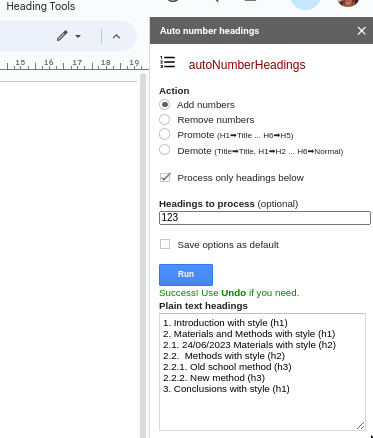 Heading Tools
Auto number headings
15 16 17 18 19
autoNumberHeadings
Action
Add numbers
Remove numbers
Promote (H1➡Title ... H6➡H5)
Demote (Title➡Title, H1➡H2 ... H6➡Normal)
Process only headings below
Headings to process (optional)
123
Save options as default
Run
Success! Use Undo if you need.
Plain text headings
1. Introduction with style (h1)
2. Materials and Methods with style (h1)
2.1. 24/06/2023 Materials with style (h2)
2.2.  Methods with style (h2)
2.2.1. Old school method (h3)
2.2.2. New method (h3)
3. Conclusions with style (h1)